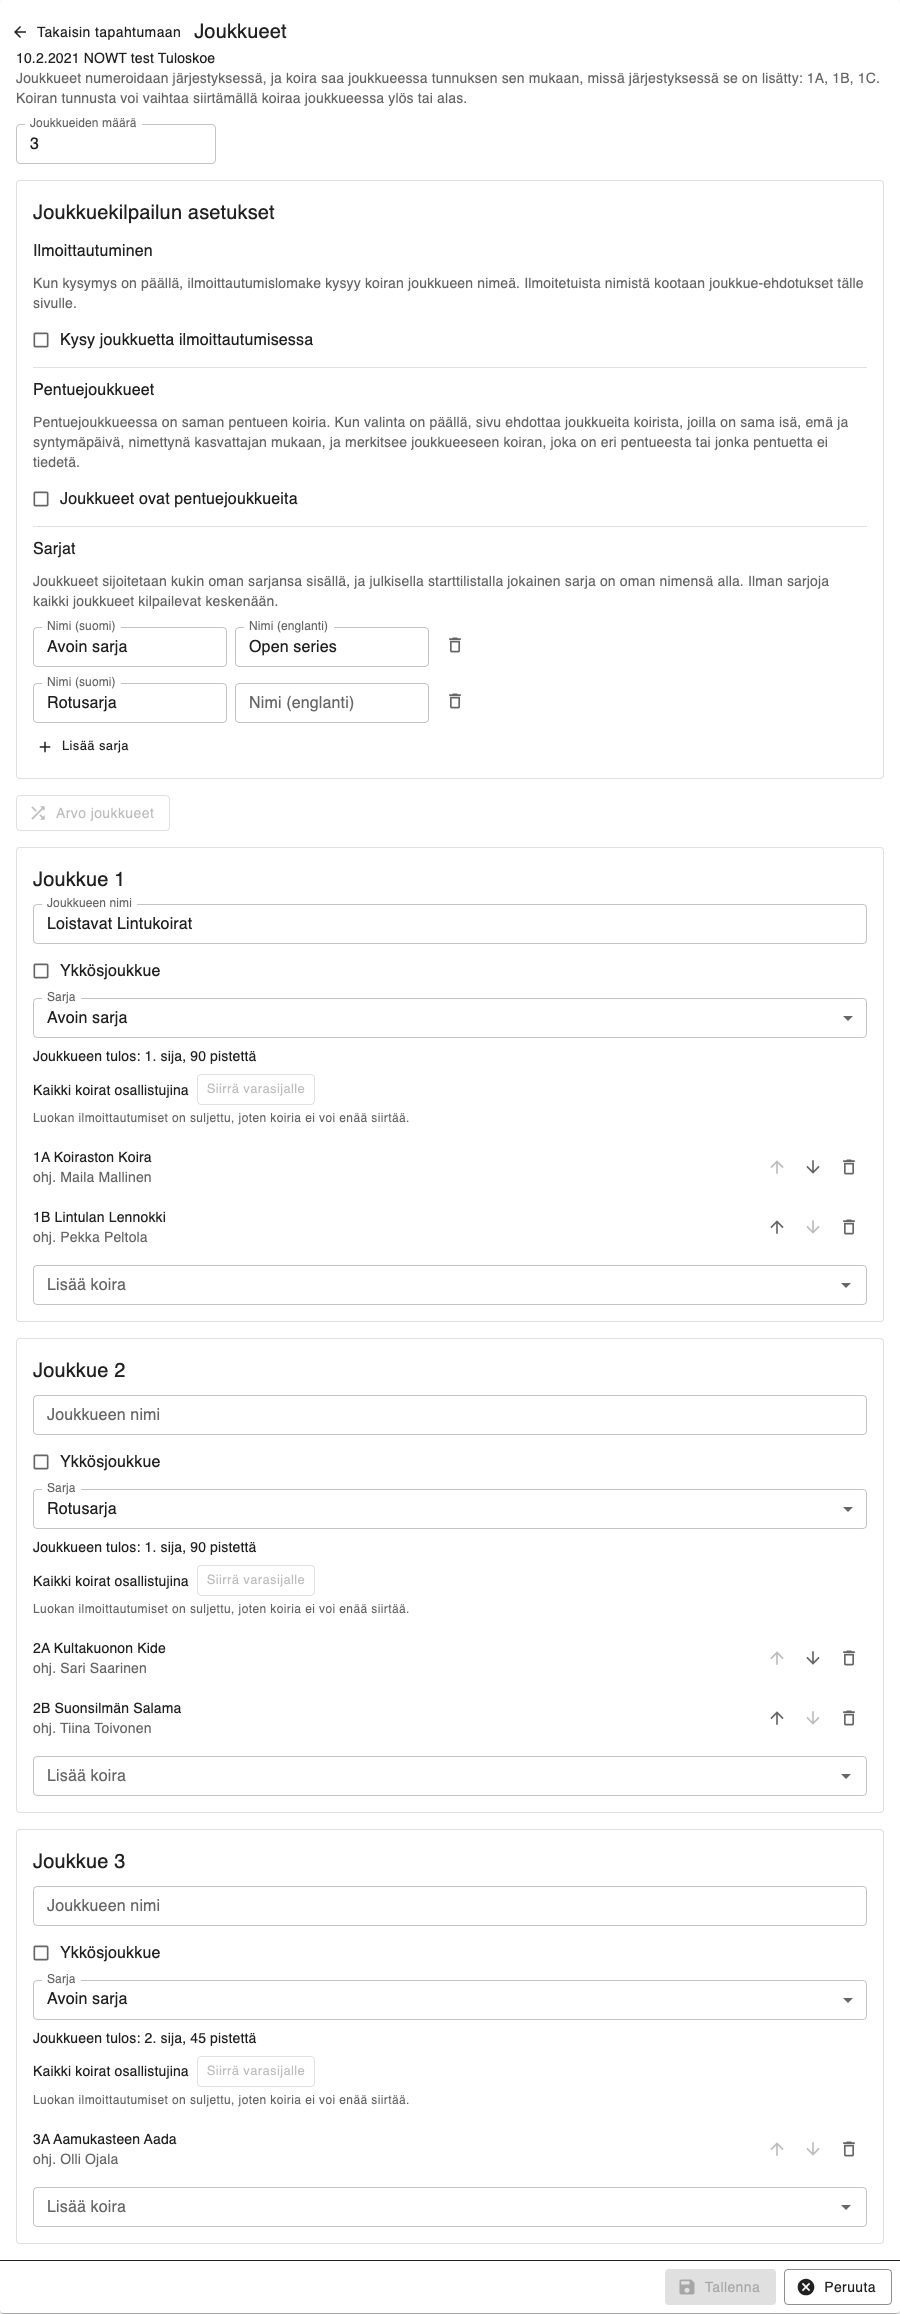 Takaisin tapahtumaan Joukkueet
10.2.2021 NOWT test Tuloskoe
Joukkueet numeroidaan järjestyksessä, ja koira saa joukkueessa tunnuksen sen mukaan, missä järjestyksessä se on lisätty: 1A, 1B, 1C.
Koiran tunnusta voi vaihtaa siirtämällä koiraa joukkueessa ylös tai alas.
Joukkueiden määrä
3
Joukkuekilpailun asetukset
Ilmoittautuminen
Kun kysymys on päällä, ilmoittautumislomake kysyy koiran joukkueen nimeä. Ilmoitetuista nimistä kootaan joukkue-ehdotukset tälle
sivulle.
Kysy joukkuetta ilmoittautumisessa
Pentuejoukkueet
Pentuejoukkueessa on saman pentueen koiria. Kun valinta on päällä, sivu ehdottaa joukkueita koirista, joilla on sama isä, emä ja
syntymäpäivä, nimettynä kasvattajan mukaan, ja merkitsee joukkueeseen koiran, joka on eri pentueesta tai jonka pentuetta ei
tiedetä.
Joukkueet ovat pentuejoukkueita
Sarjat
Joukkueet sijoitetaan kukin oman sarjansa sisällä, ja julkisella starttilistalla jokainen sarja on oman nimensä alla. Ilman sarjoja
kaikki joukkueet kilpailevat keskenään.
Nimi (suomi) Nimi (englanti)
Avoin sarja Open series
Nimi (suomi)
Rotusarja Nimi (englanti)
Lisää sarja
Arvo joukkueet
Joukkue 1
Joukkueen nimi
Loistavat Lintukoirat
Ykkösjoukkue
Sarja
Avoin sarja
Joukkueen tulos: 1. sija, 90 pistettä
Kaikki koirat osallistujina Siirrä varasijalle
Luokan ilmoittautumiset on suljettu, joten koiria ei voi enää siirtää.
1A Koiraston Koira
ohj. Maila Mallinen
1B Lintulan Lennokki
ohj. Pekka Peltola
Lisää koira
Joukkue 2
Joukkueen nimi
Ykkösjoukkue
Sarja
Rotusarja
Joukkueen tulos: 1. sija, 90 pistettä
Kaikki koirat osallistujina Siirrä varasijalle
Luokan ilmoittautumiset on suljettu, joten koiria ei voi enää siirtää.
2A Kultakuonon Kide
ohj. Sari Saarinen
2B Suonsilmän Salama
ohj. Tiina Toivonen
Lisää koira
Joukkue 3
Joukkueen nimi
Ykkösjoukkue
Sarja
Avoin sarja
Joukkueen tulos: 2. sija, 45 pistettä
Kaikki koirat osallistujina Siirrä varasijalle
Luokan ilmoittautumiset on suljettu, joten koiria ei voi enää siirtää.
3A Aamukasteen Aada
ohj. Olli Ojala
Lisää koira
Tallenna Peruuta